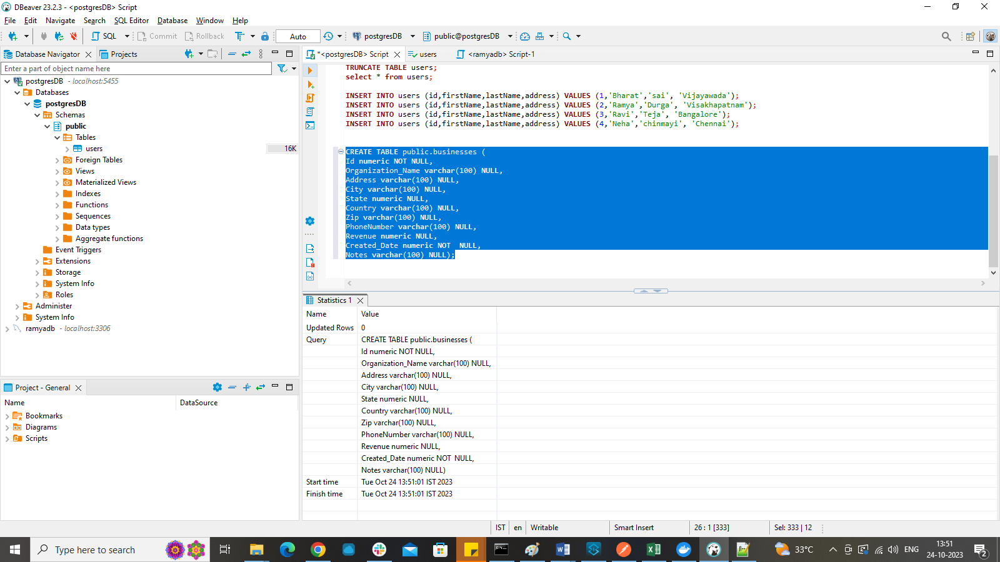 DBeaver 23.2.3 - <postgresDB> Script
File Edit Navigate Search SQL Editor Database Window Help
SQL Commit Rollback Auto postgresDB public@postgresDB
Database Navigator Projects
Enter a part of object name here
postgresDB - localhost:5455
Databases
postgresDB
Schemas
public
Tables
users 16K
Foreign Tables
Views
Materialized Views
Indexes
Functions
Sequences
Data types
Aggregate functions
Event Triggers
Extensions
Storage
System Info
Roles
Administer
System Info
ramyadb - localhost:3306
Project - General
Name DataSource
Bookmarks
Diagrams
Scripts
*<postgresDB> Script users <ramyadb> Script-1
TRUNCATE TABLE users;
select * from users;
INSERT INTO users (id,firstName,lastName,address) VALUES (1,'Bharat','sai', 'Vijayawada');
INSERT INTO users (id,firstName,lastName,address) VALUES (2,'Ramya','Durga', 'Visakhapatnam');
INSERT INTO users (id,firstName,lastName,address) VALUES (3,'Ravi','Teja', 'Bangalore');
INSERT INTO users (id,firstName,lastName,address) VALUES (4,'Neha','chinmayi', 'Chennai');
CREATE TABLE public.businesses (
Id numeric NOT NULL,
Organization_Name varchar(100) NULL,
Address varchar(100) NULL,
City varchar(100) NULL,
State numeric NULL,
Country varchar(100) NULL,
Zip varchar(100) NULL,
PhoneNumber varchar(100) NULL,
Revenue numeric NULL,
Created_Date numeric NOT  NULL,
Notes varchar(100) NULL);
Statistics 1
Name Value
Updated Rows 0
Query CREATE TABLE public.businesses (
Id numeric NOT NULL,
Organization_Name varchar(100) NULL,
Address varchar(100) NULL,
City varchar(100) NULL,
State numeric NULL,
Country varchar(100) NULL,
Zip varchar(100) NULL,
PhoneNumber varchar(100) NULL,
Revenue numeric NULL,
Created_Date numeric NOT  NULL,
Notes varchar(100) NULL)
Start time Tue Oct 24 13:51:01 IST 2023
Finish time Tue Oct 24 13:51:01 IST 2023
IST en Writable Smart Insert 26 : 1 [333] Sel: 333 | 12
Type here to search 33°C ENG 13:51
24-10-2023 2